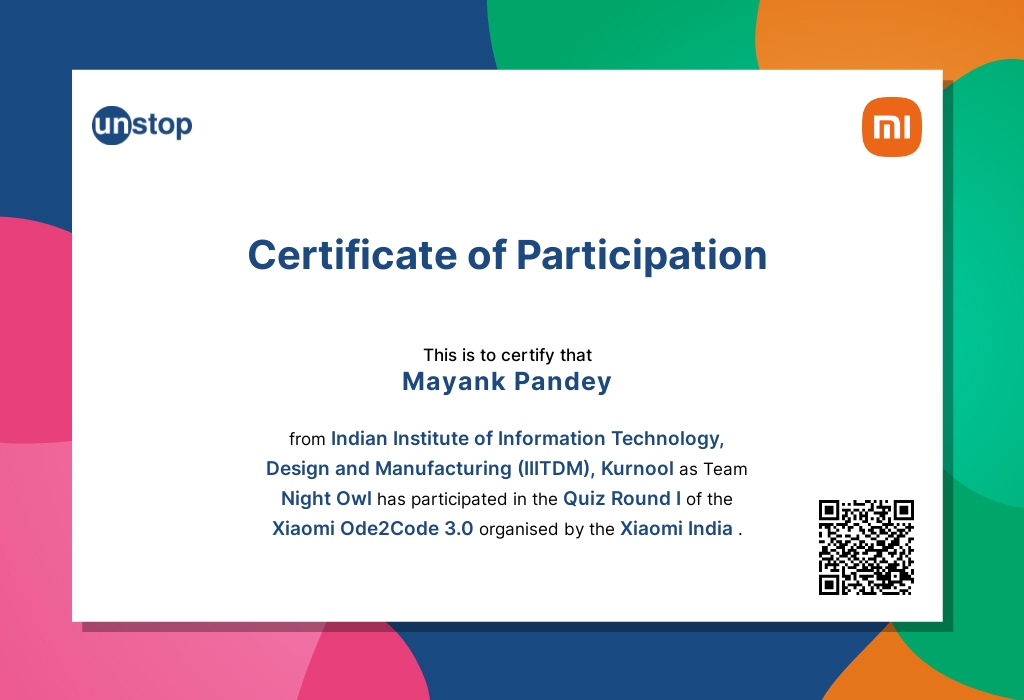 unstop
mi
Certificate of Participation
This is to certify that
Mayank Pandey
from Indian Institute of Information Technology,
Design and Manufacturing (IIITDM), Kurnool as Team
Night Owl has participated in the Quiz Round I of the
Xiaomi Ode2Code 3.0 organised by the Xiaomi India .